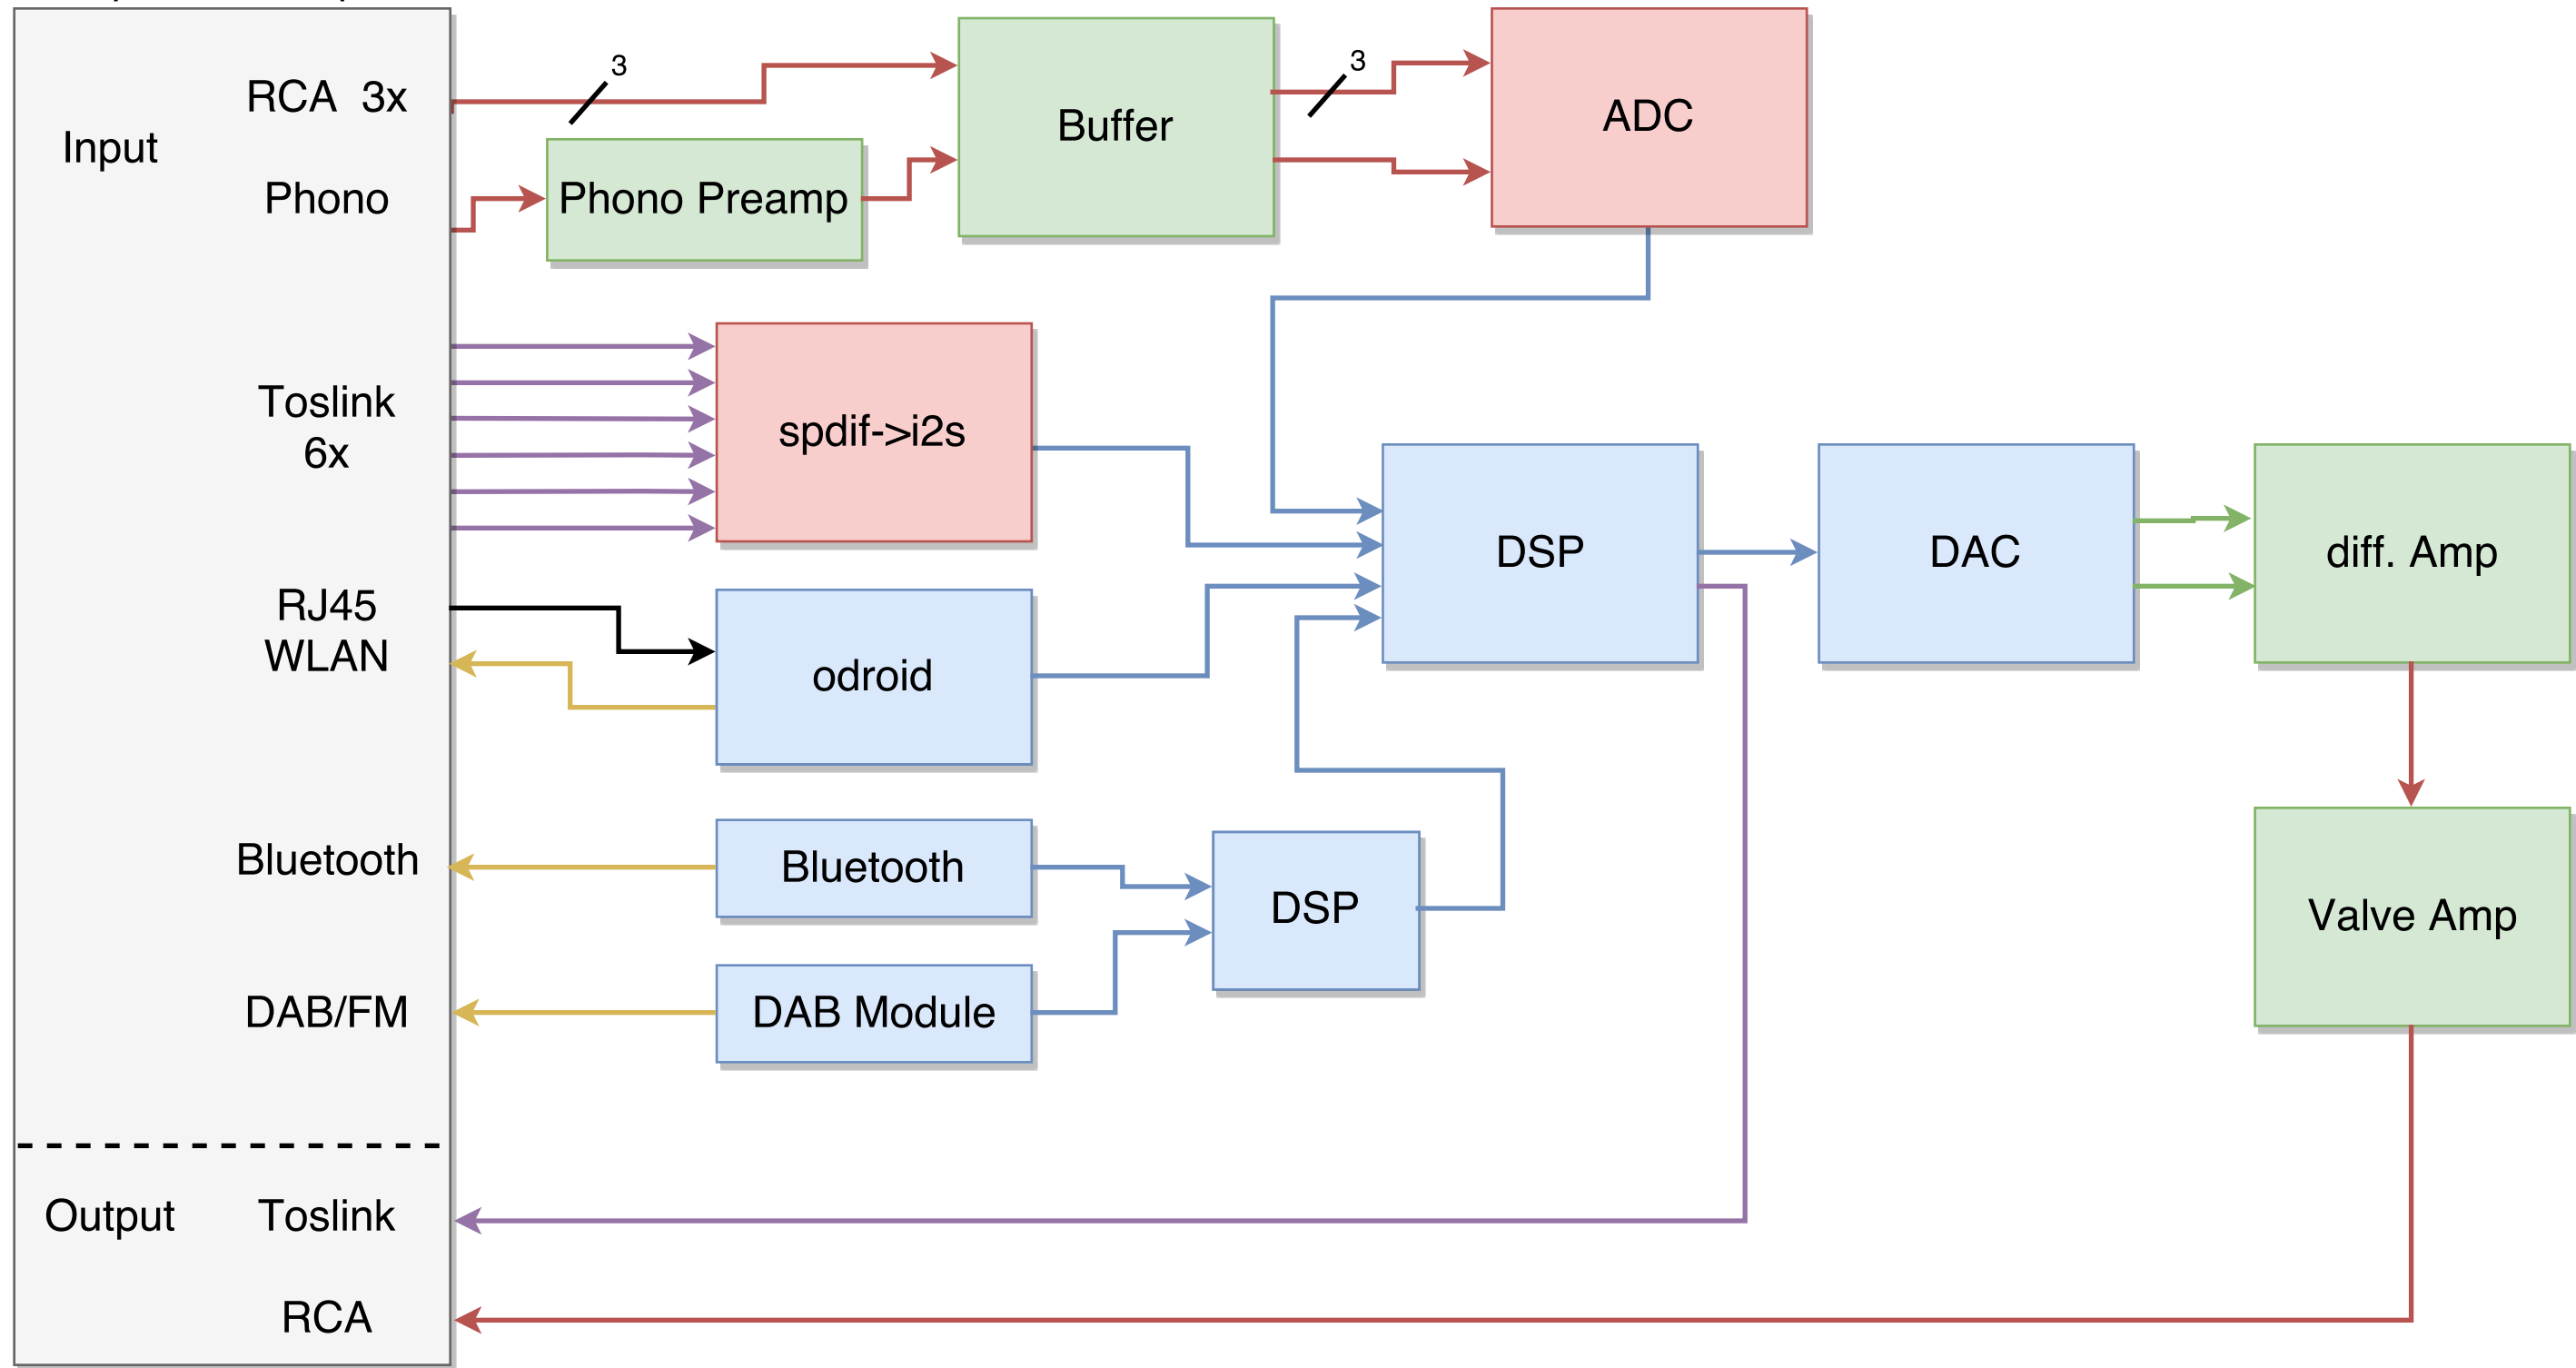 Input
RCA 3x
Phono
Toslink
6x
RJ45
WLAN
Bluetooth
DAB/FM
Output
Toslink
RCA
3
Phono Preamp
Buffer
3
ADC
spdif->i2s
odroid
Bluetooth
DAB Module
DSP
DSP
DAC
diff. Amp
Valve Amp